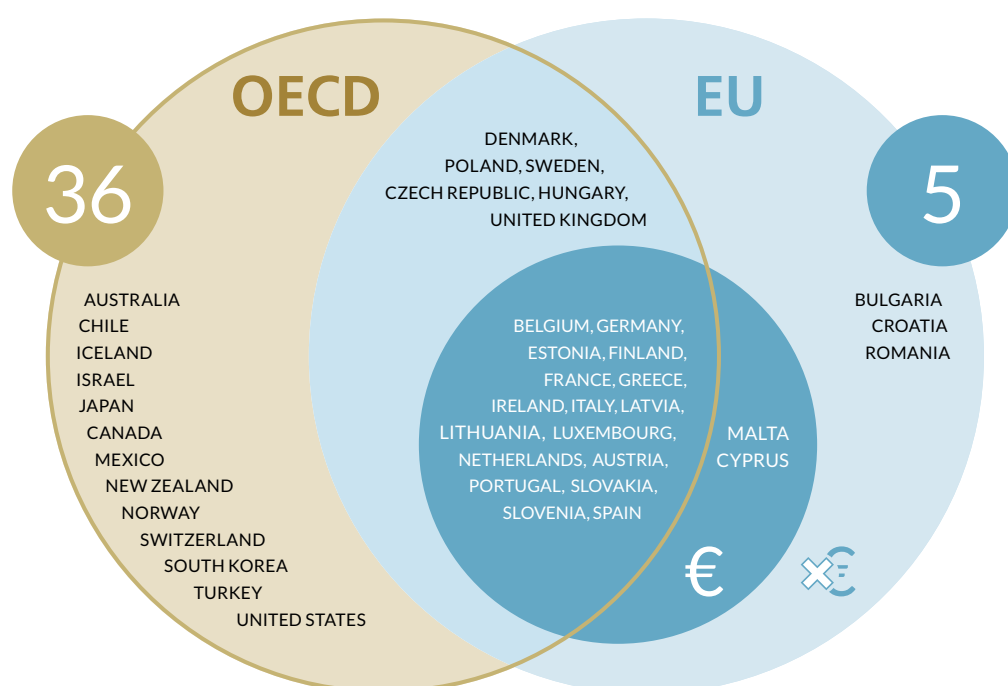 OECD
EU
36
5
DENMARK,
POLAND, SWEDEN,
CZECH REPUBLIC, HUNGARY,
UNITED KINGDOM
AUSTRALIA
CHILE
ICELAND
ISRAEL
JAPAN
CANADA
MEXICO
NEW ZEALAND
NORWAY
SWITZERLAND
SOUTH KOREA
TURKEY
UNITED STATES
BELGIUM, GERMANY,
ESTONIA, FINLAND,
FRANCE, GREECE,
IRELAND, ITALY, LATVIA,
LITHUANIA, LUXEMBOURG,
NETHERLANDS, AUSTRIA,
PORTUGAL, SLOVAKIA,
SLOVENIA, SPAIN
MALTA
CYPRUS
BULGARIA
CROATIA
ROMANIA
€
€